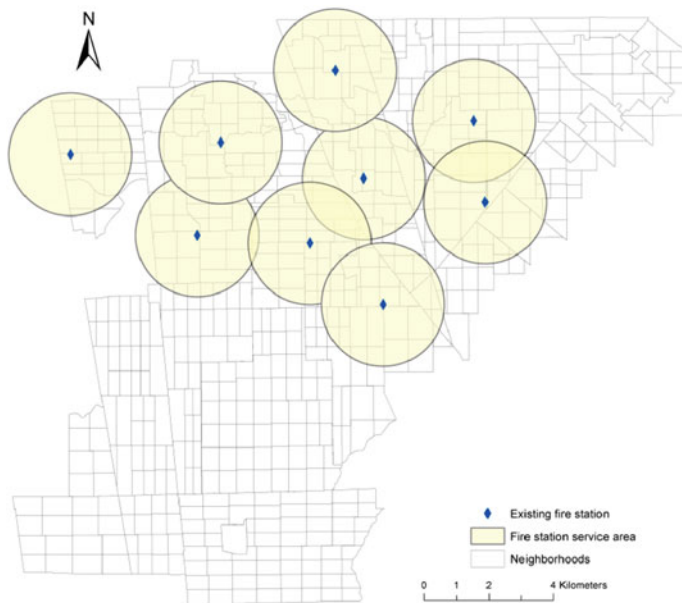 N
Existing fire station
Fire station service area
Neighborhoods
0 1 2 4 Kilometers